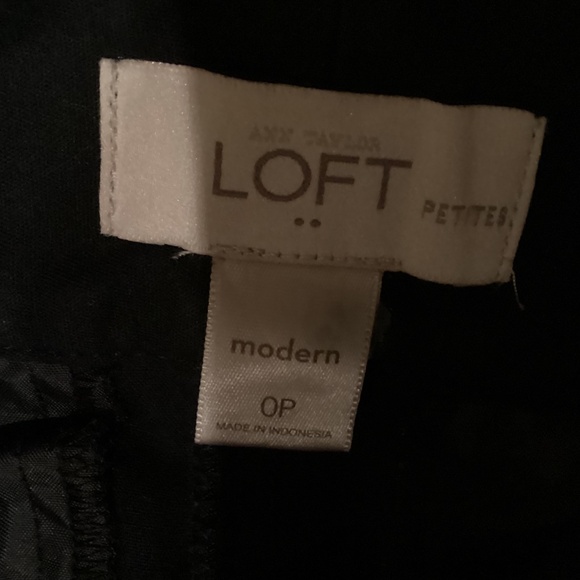 ANN TAYLOR
LOFT
PETITES
modern
0P
MADE IN INDONESIA